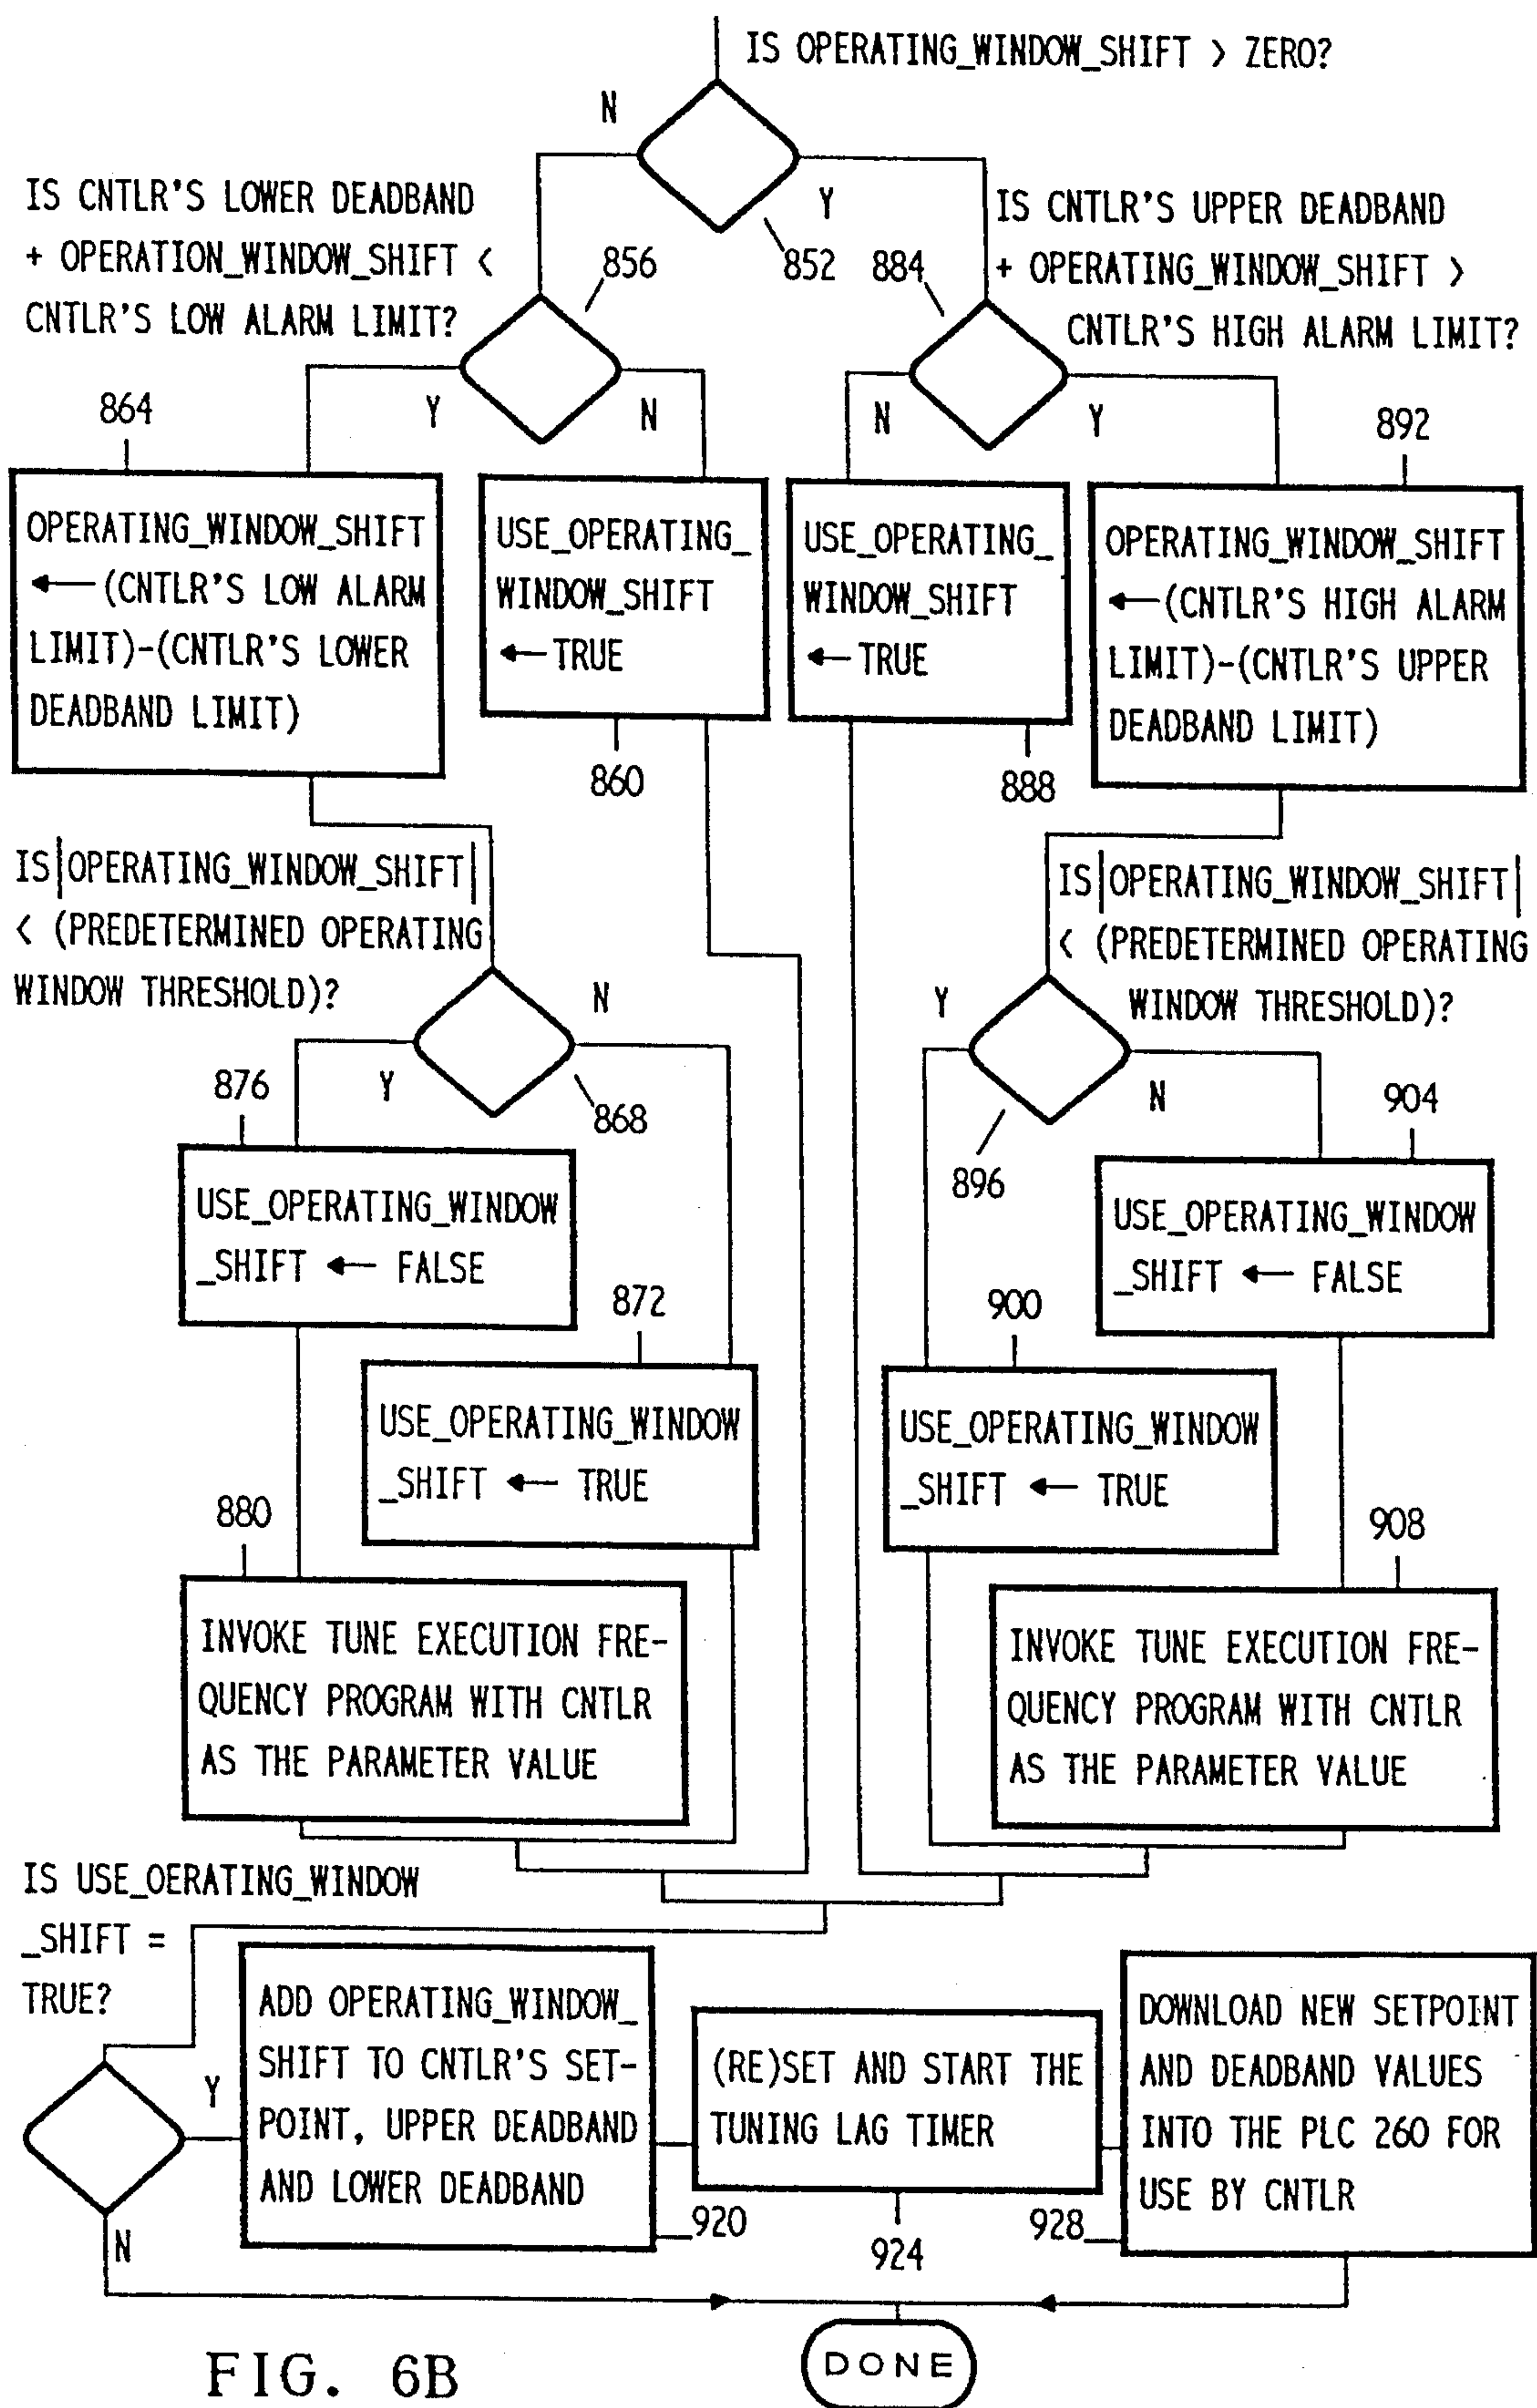 IS OPERATING_WINDOW_SHIFT > ZERO?
N
Y
852
IS CNTLR'S LOWER DEADBAND
+ OPERATION_WINDOW_SHIFT <
CNTLR'S LOW ALARM LIMIT?
856
Y
N
IS CNTLR'S UPPER DEADBAND
+ OPERATING_WINDOW_SHIFT >
CNTLR'S HIGH ALARM LIMIT?
884
N
Y
864
OPERATING_WINDOW_SHIFT
←(CNTLR'S LOW ALARM
LIMIT)-(CNTLR'S LOWER
DEADBAND LIMIT)
USE_OPERATING_
WINDOW_SHIFT
←TRUE
860
USE_OPERATING_
WINDOW_SHIFT
←TRUE
888
892
OPERATING_WINDOW_SHIFT
←(CNTLR'S HIGH ALARM
LIMIT)-(CNTLR'S UPPER
DEADBAND LIMIT)
IS|OPERATING_WINDOW_SHIFT|
< (PREDETERMINED OPERATING
WINDOW THRESHOLD)?
N
Y
868
IS|OPERATING_WINDOW_SHIFT|
< (PREDETERMINED OPERATING
WINDOW THRESHOLD)?
Y
N
896
876
USE_OPERATING_WINDOW
_SHIFT ← FALSE
872
USE_OPERATING_WINDOW
_SHIFT ← TRUE
904
USE_OPERATING_WINDOW
_SHIFT ← FALSE
900
USE_OPERATING_WINDOW
_SHIFT ← TRUE
880
INVOKE TUNE EXECUTION FRE-
QUENCY PROGRAM WITH CNTLR
AS THE PARAMETER VALUE
908
INVOKE TUNE EXECUTION FRE-
QUENCY PROGRAM WITH CNTLR
AS THE PARAMETER VALUE
IS USE_OERATING_WINDOW
_SHIFT =
TRUE?
Y
N
ADD OPERATING_WINDOW_
SHIFT TO CNTLR'S SET-
POINT, UPPER DEADBAND
AND LOWER DEADBAND
920
(RE)SET AND START THE
TUNING LAG TIMER
924
DOWNLOAD NEW SETPOINT
AND DEADBAND VALUES
INTO THE PLC 260 FOR
USE BY CNTLR
928
DONE
FIG. 6B